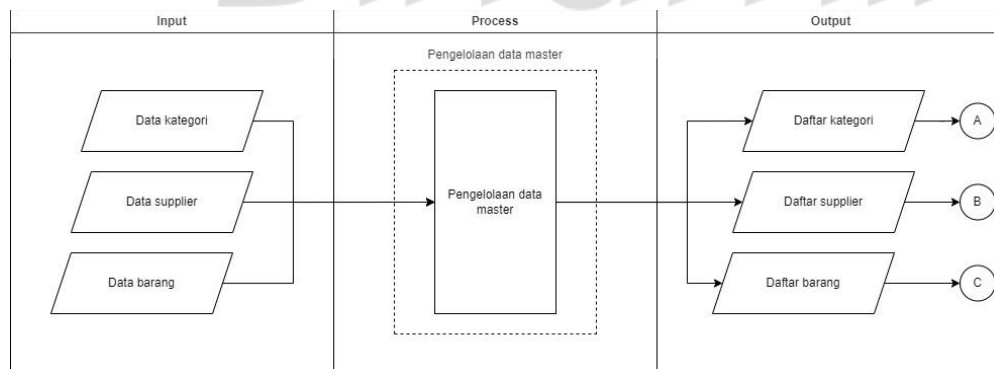 Input
Process
Output
Pengelolaan data master
Data kategori
Data supplier
Data barang
Pengelolaan data
master
Daftar kategori
A
Daftar supplier
B
Daftar barang
C